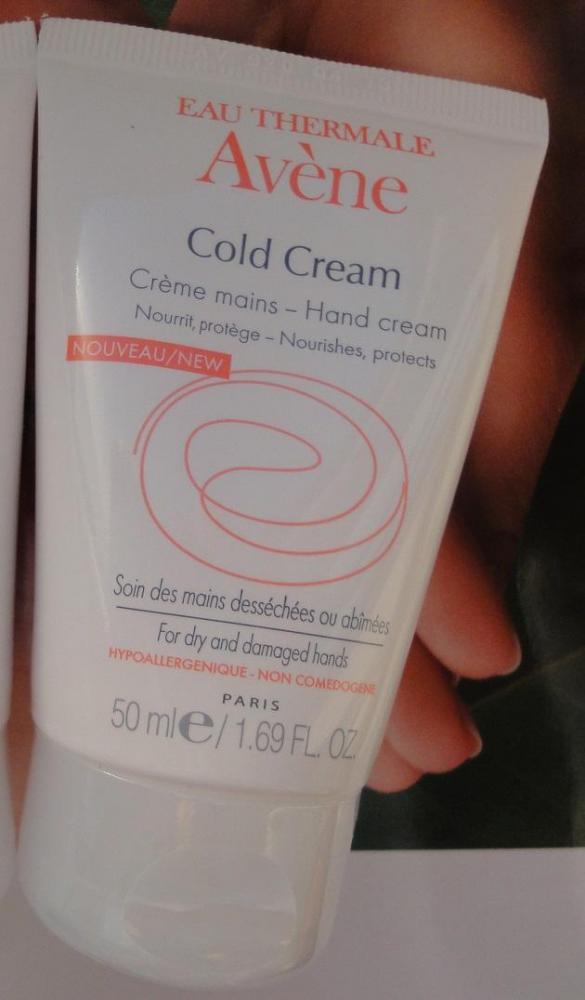 EAU THERMALE
Avène
Cold Cream
Crème mains – Hand cream
Nourrit, protège – Nourishes, protects
NOUVEAU/NEW
Soin des mains desséchées ou abîmées
For dry and damaged hands
HYPOALLERGENIQUE - NON COMEDOGENE
PARIS
50 ml e / 1.69 FL. OZ.